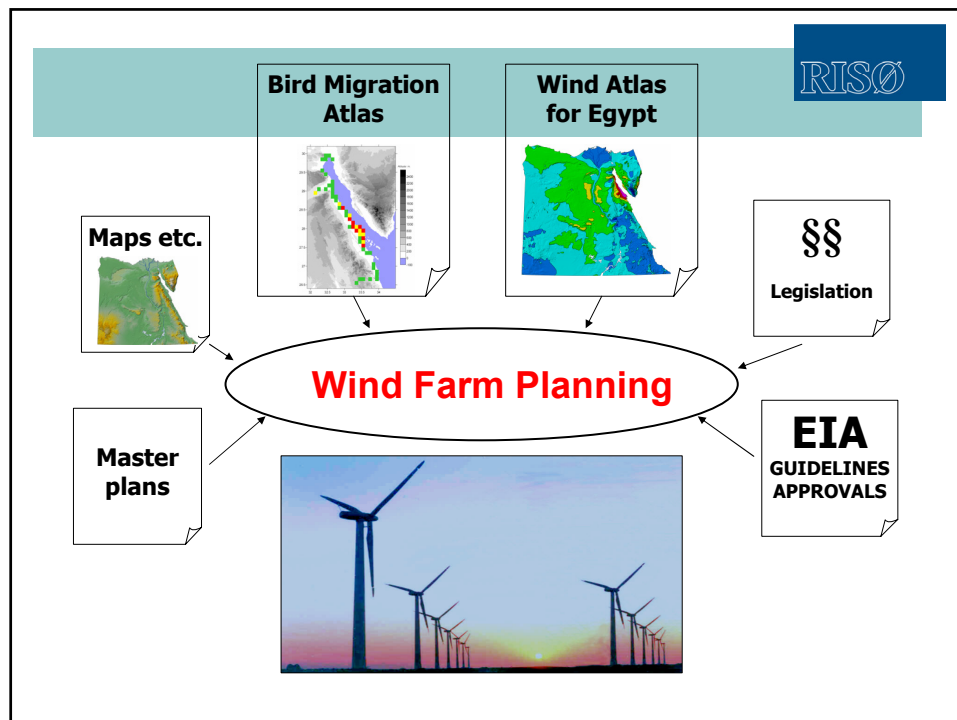 RISØ
Bird Migration
Atlas
Wind Atlas
for Egypt
Maps etc.
§§
Legislation
Wind Farm Planning
Master
plans
EIA
GUIDELINES
APPROVALS